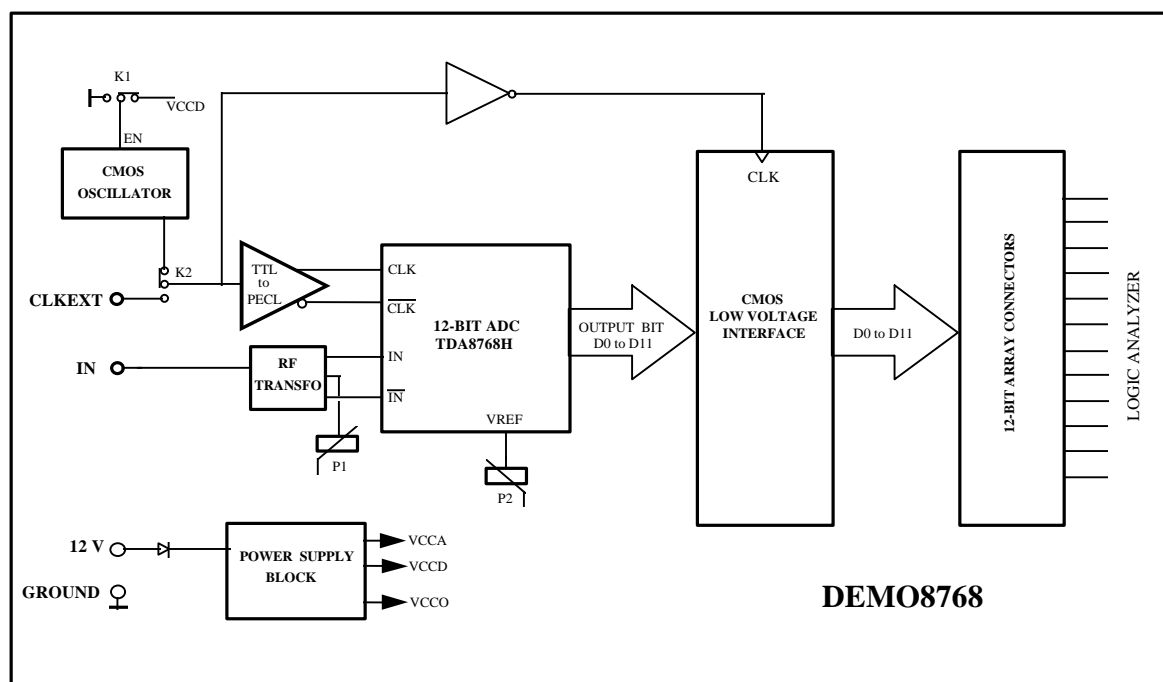 K1
VCCD
EN
CMOS
OSCILLATOR
CLK
K2
CLKEXT
TTL
to
PECL
CLK
CLK
12-BIT ADC
TDA8768H
OUTPUT BIT
D0 to D11
CMOS
LOW VOLTAGE
INTERFACE
D0 to D11
12-BIT ARRAY CONNECTORS
LOGIC ANALYZER
IN
RF
TRANSFO
IN
IN
VREF
P1
P2
12 V
POWER SUPPLY
BLOCK
VCCA
VCCD
VCCO
GROUND
DEMO8768